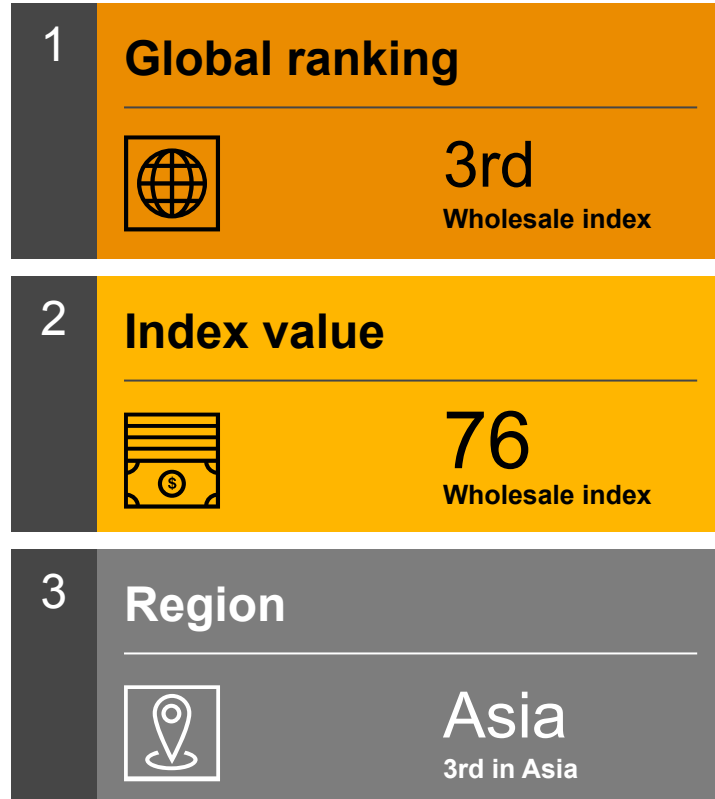 1
Global ranking
3rd
Wholesale index
2
Index value
$
76
Wholesale index
3
Region
Asia
3rd in Asia